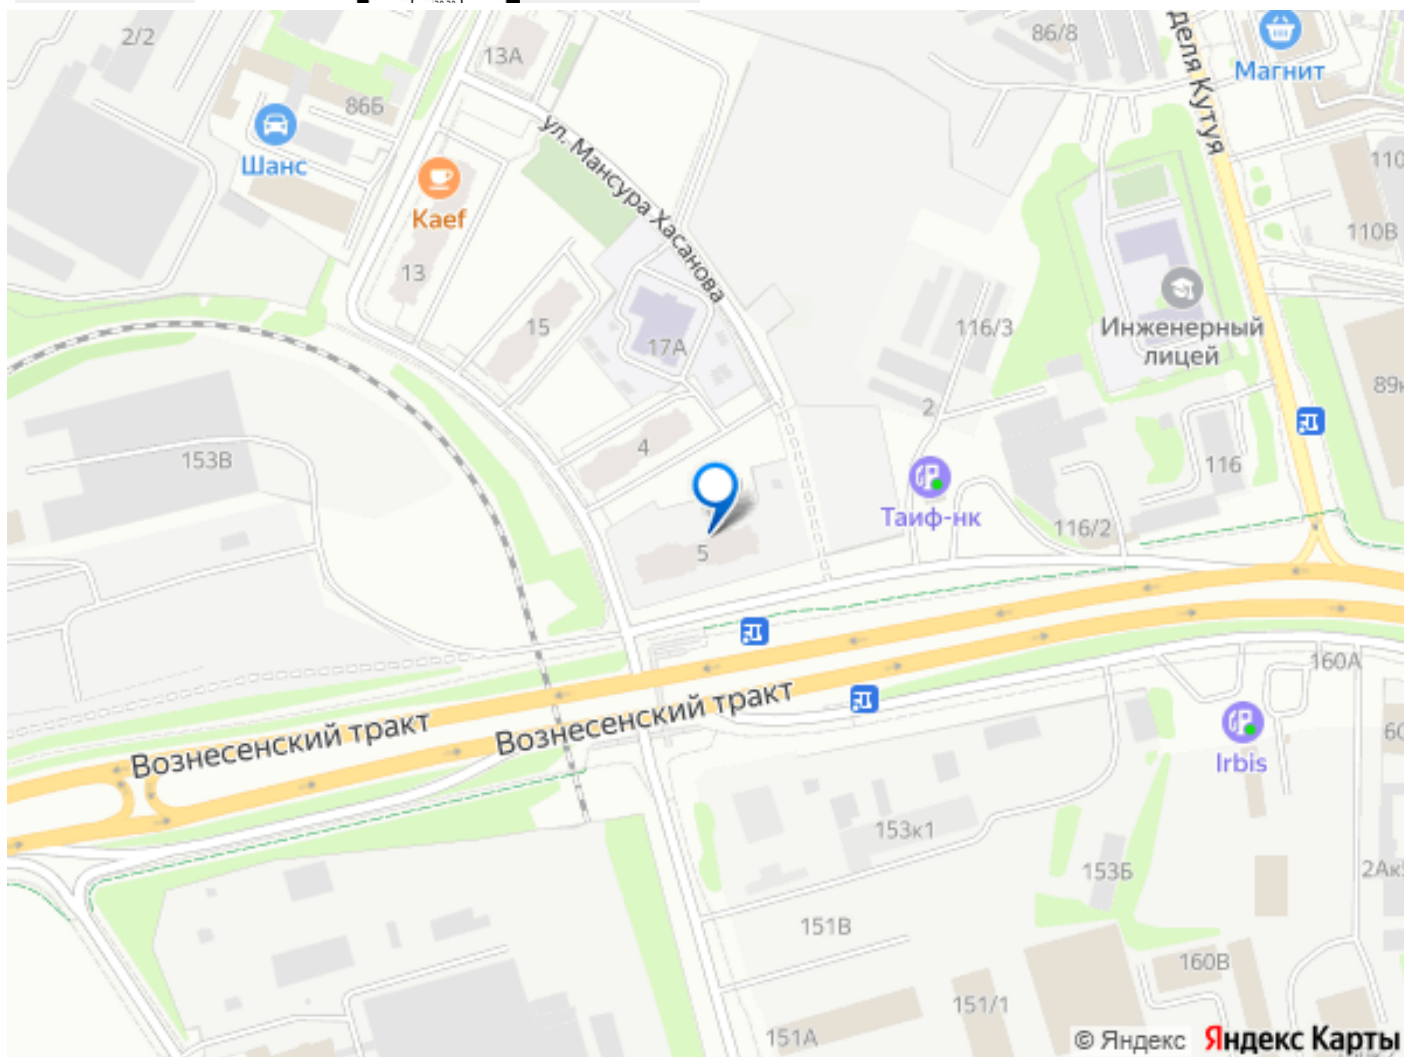 2/2
13А
86/8
Магнит
деля Кутуя
86Б
Шанс
ул. Мансура Хасанова
Kaef
110В
13
15
17А
116/3
Инженерный
лицей
2
4
153В
116
Таиф-нк
116/2
5
160А
Вознесенский тракт
Вознесенский тракт
Irbis
153к1
153Б
151В
160В
151/1
151А
© Яндекс
Яндекс Карты